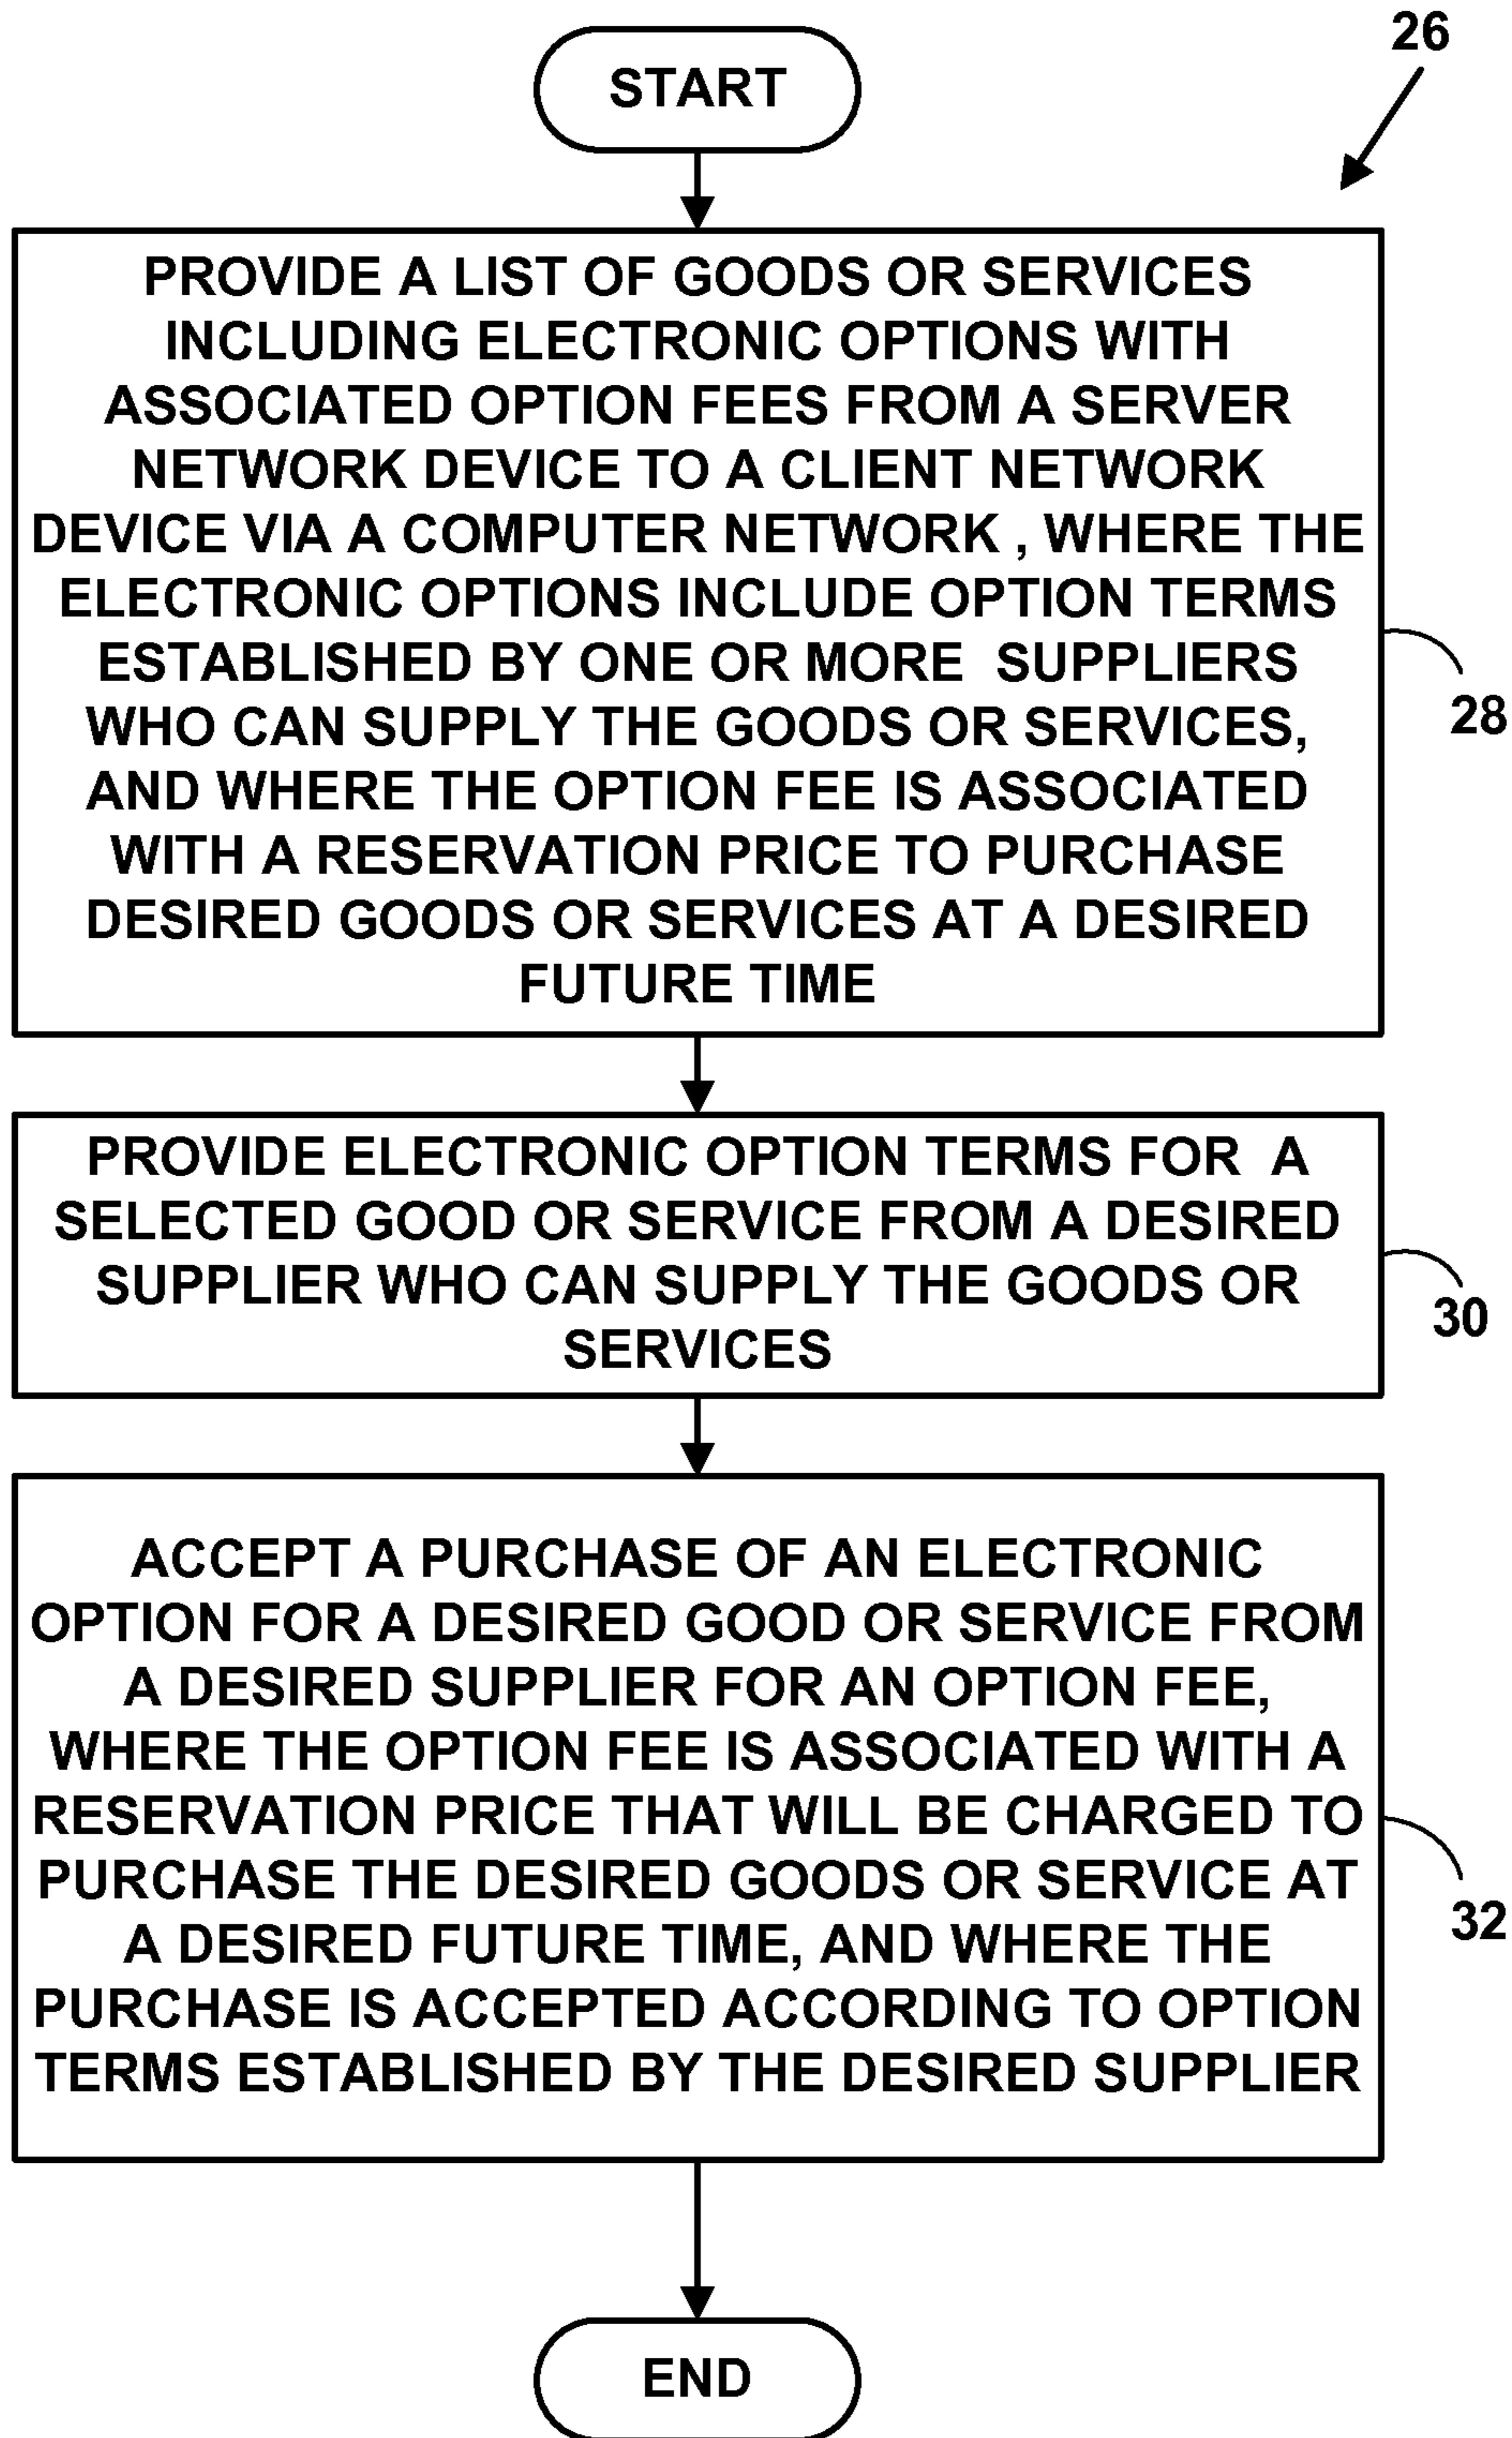 26
START
PROVIDE A LIST OF GOODS OR SERVICES
INCLUDING ELECTRONIC OPTIONS WITH
ASSOCIATED OPTION FEES FROM A SERVER
NETWORK DEVICE TO A CLIENT NETWORK
DEVICE VIA A COMPUTER NETWORK , WHERE THE
ELECTRONIC OPTIONS INCLUDE OPTION TERMS
ESTABLISHED BY ONE OR MORE SUPPLIERS
WHO CAN SUPPLY THE GOODS OR SERVICES,
AND WHERE THE OPTION FEE IS ASSOCIATED
WITH A RESERVATION PRICE TO PURCHASE
DESIRED GOODS OR SERVICES AT A DESIRED
FUTURE TIME
28
PROVIDE ELECTRONIC OPTION TERMS FOR A
SELECTED GOOD OR SERVICE FROM A DESIRED
SUPPLIER WHO CAN SUPPLY THE GOODS OR
SERVICES
30
ACCEPT A PURCHASE OF AN ELECTRONIC
OPTION FOR A DESIRED GOOD OR SERVICE FROM
A DESIRED SUPPLIER FOR AN OPTION FEE,
WHERE THE OPTION FEE IS ASSOCIATED WITH A
RESERVATION PRICE THAT WILL BE CHARGED TO
PURCHASE THE DESIRED GOODS OR SERVICE AT
A DESIRED FUTURE TIME, AND WHERE THE
PURCHASE IS ACCEPTED ACCORDING TO OPTION
TERMS ESTABLISHED BY THE DESIRED SUPPLIER
32
END